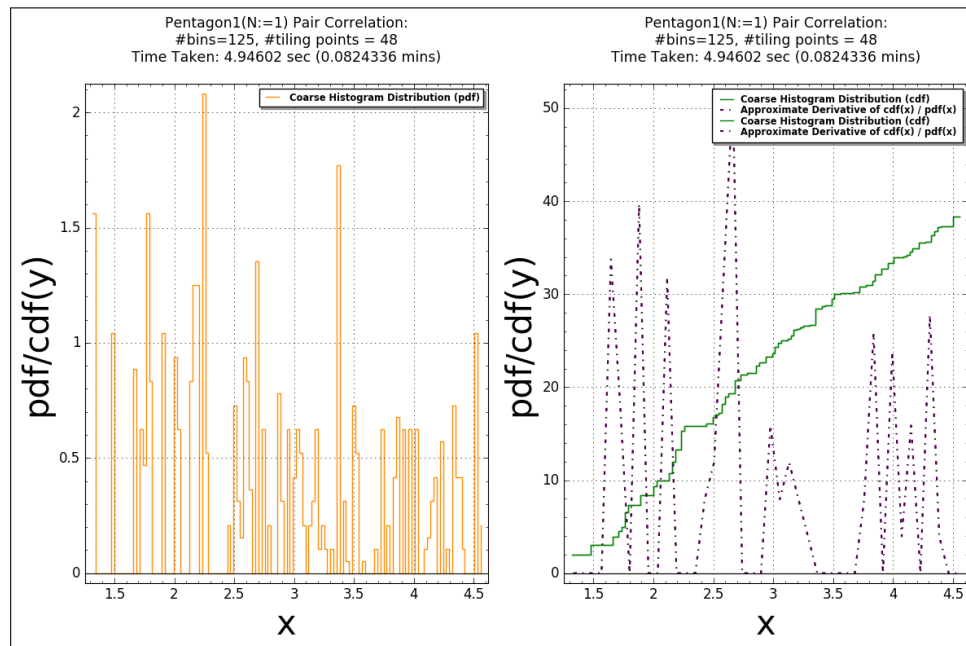 Pentagon1(N:=1) Pair Correlation:
#bins=125, #tiling points = 48
Time Taken: 4.94602 sec (0.0824336 mins)
Coarse Histogram Distribution (pdf)
pdf/cdf(y)
2
1.5
1
0.5
0
1.5
2
2.5
3
3.5
4
4.5
x
Pentagon1(N:=1) Pair Correlation:
#bins=125, #tiling points = 48
Time Taken: 4.94602 sec (0.0824336 mins)
Coarse Histogram Distribution (cdf)
Approximate Derivative of cdf(x) / pdf(x)
Coarse Histogram Distribution (cdf)
Approximate Derivative of cdf(x) / pdf(x)
pdf/cdf(y)
50
40
30
20
10
0
1.5
2
2.5
3
3.5
4
4.5
x